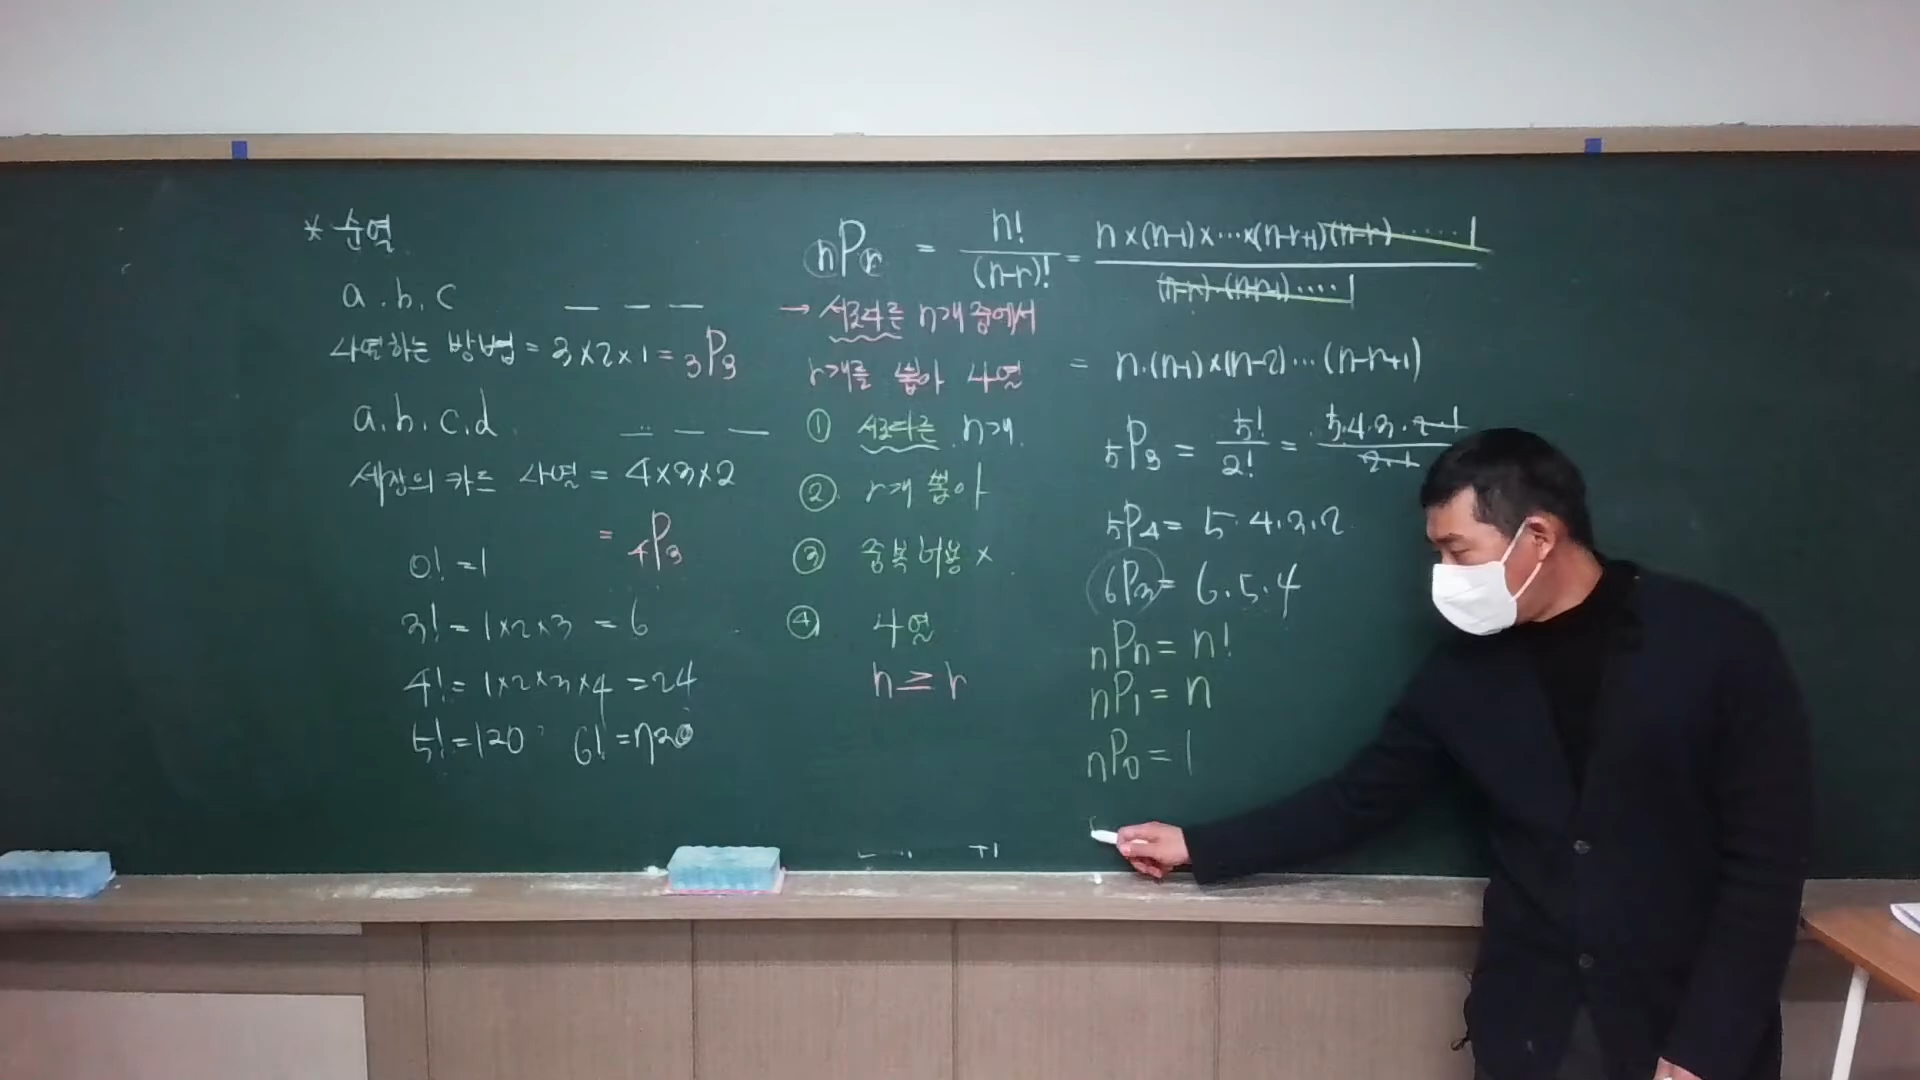 * 순열
a . b . c _ _ _
나열하는 방법 = 3×2×1 = ₃P₃
a . b . c . d _ _ _
세장의 카드 나열 = 4×3×2
= ₄P₃
0! = 1
3! = 1×2×3 = 6
4! = 1×2×3×4 = 24
5! = 120 6! = 720
nPr = n!/(n-r)! = n×(n-1)×⋯×(n-r+1)(n-r)⋯⋯1/(n-r)·(n-r-1)⋯⋯1
→ 서로다른 n개 중에서
r개를 뽑아 나열
① 서로다른 n개
② r개 뽑아
③ 중복허용 ×
④ 나열
n ≥ r
= n·(n-1)×(n-2)⋯(n-r+1)
₅P₃ = 5!/2! = 5·4·3·2·1/2·1
₅P₄ = 5·4·3·2
₆P₃ = 6·5·4
nPn = n!
nP₁ = n
nP₀ = 1